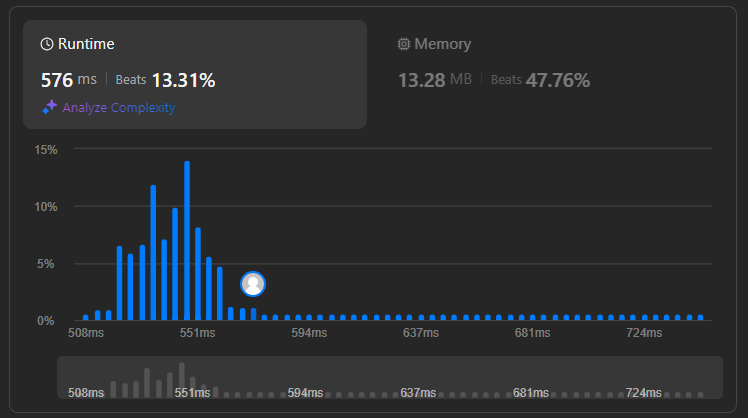 Runtime
Memory
576 ms Beats 13.31%
13.28 MB Beats 47.76%
Analyze Complexity
15%
10%
5%
0%
508ms 551ms 594ms 637ms 681ms 724ms
508ms 551ms 594ms 637ms 681ms 724ms